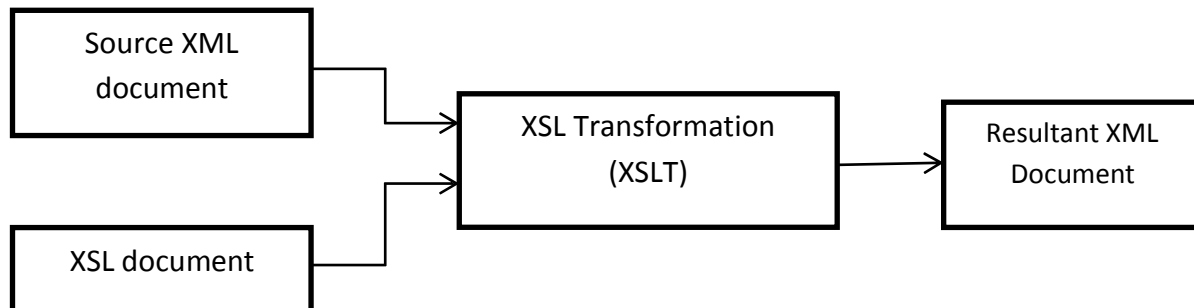 Source XML
document
XSL Transformation
(XSLT)
Resultant XML
Document
XSL document